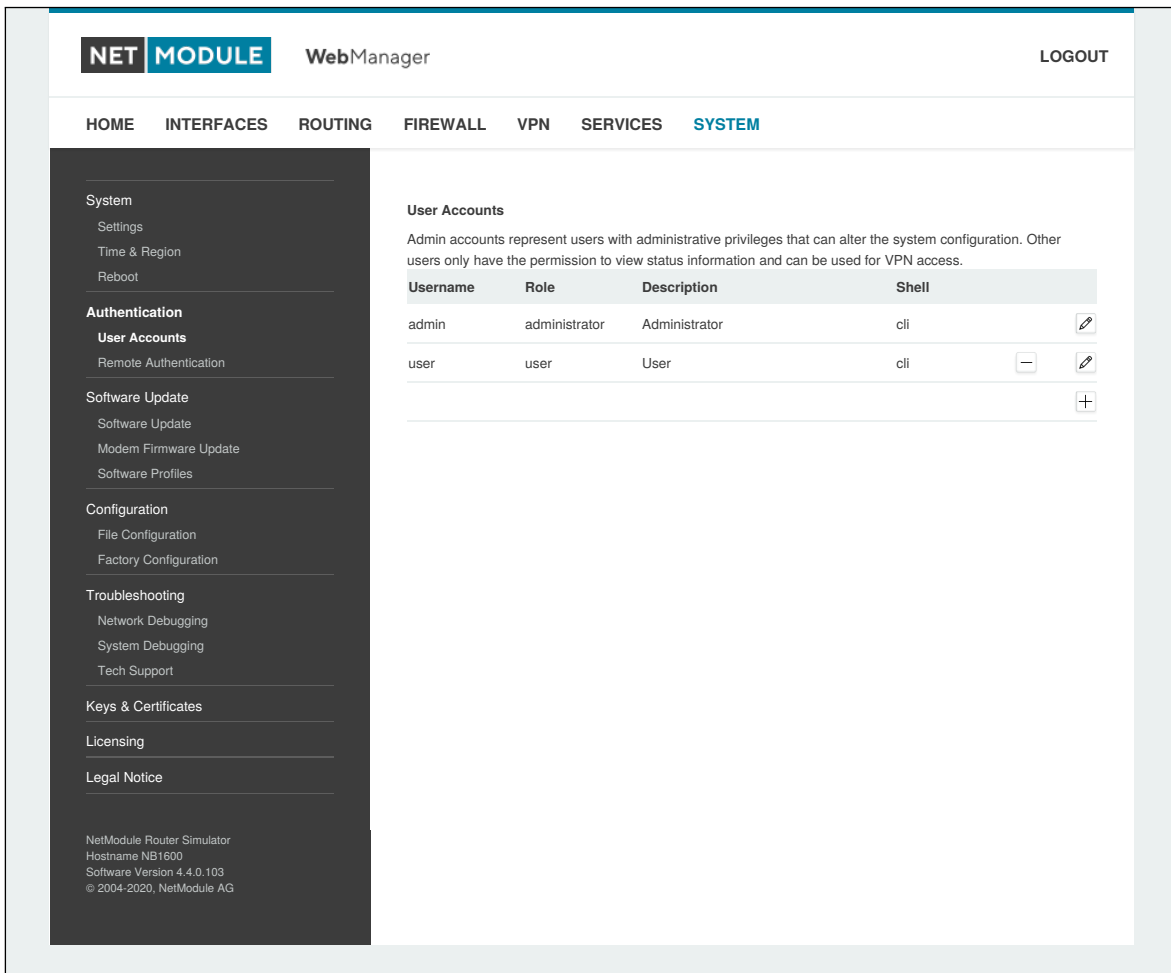 NET MODULE WebManager LOGOUT
HOME INTERFACES ROUTING FIREWALL VPN SERVICES SYSTEM
System
Settings
Time & Region
Reboot
Authentication
User Accounts
Remote Authentication
Software Update
Software Update
Modem Firmware Update
Software Profiles
Configuration
File Configuration
Factory Configuration
Troubleshooting
Network Debugging
System Debugging
Tech Support
Keys & Certificates
Licensing
Legal Notice
NetModule Router Simulator
Hostname NB1600
Software Version 4.4.0.103
© 2004-2020, NetModule AG
User Accounts
Admin accounts represent users with administrative privileges that can alter the system configuration. Other
users only have the permission to view status information and can be used for VPN access.
Username Role Description Shell
admin administrator Administrator cli
user user User cli